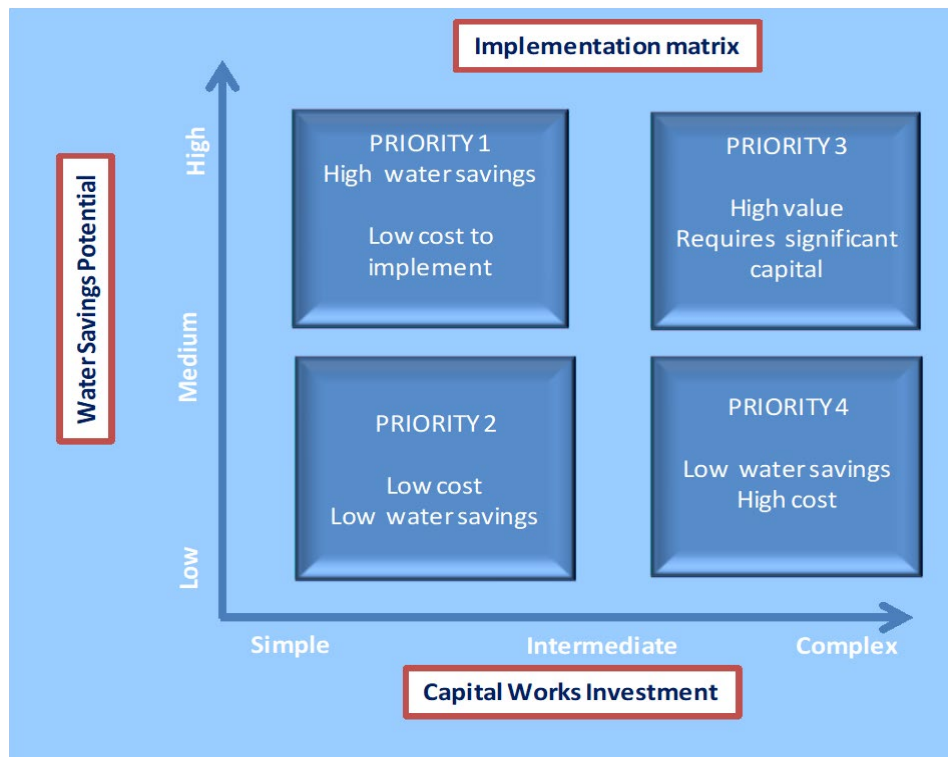 Implementation matrix
Water Savings Potential
High
Medium
Low
PRIORITY 1
High water savings
Low cost to
implement
PRIORITY 3
High value
Requires significant
capital
PRIORITY 2
Low cost
Low water savings
PRIORITY 4
Low water savings
High cost
Simple
Intermediate
Complex
Capital Works Investment